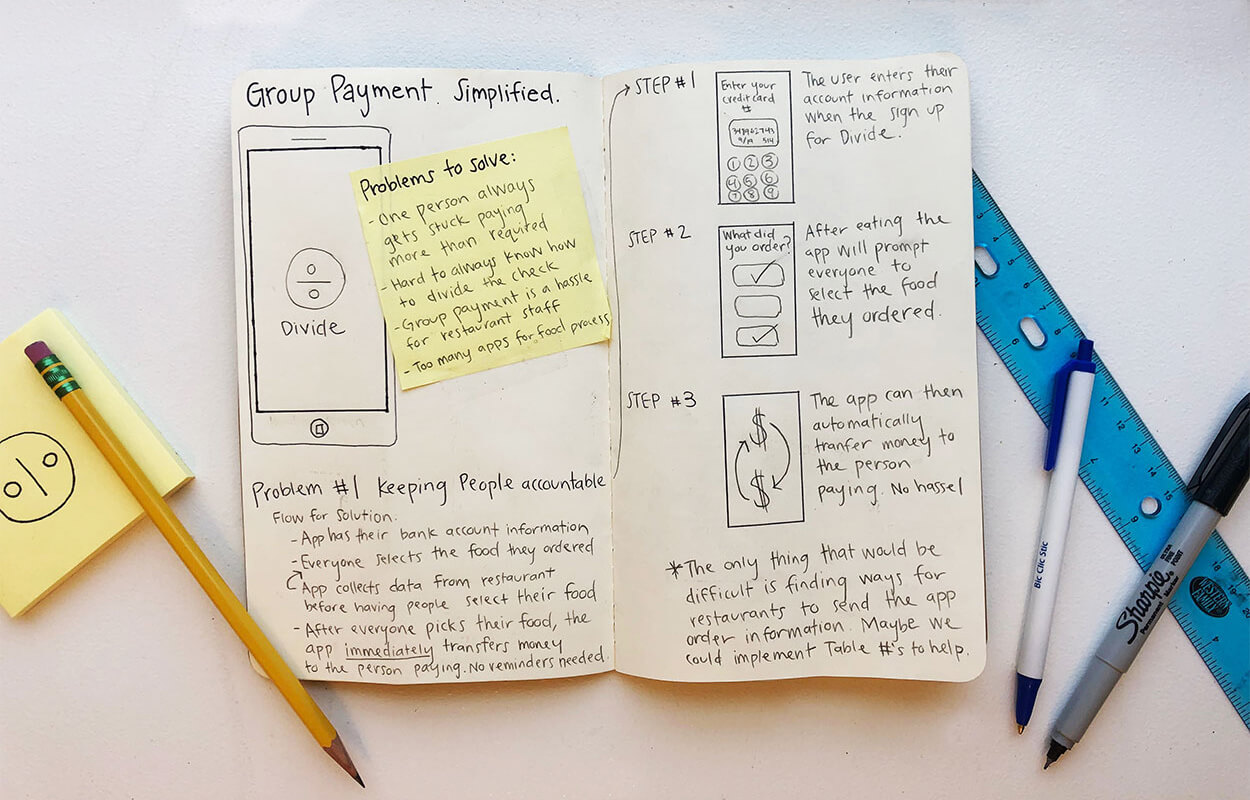 Group Payment. Simplified.
Divide
Problems to solve:
- One person always
gets stuck paying
more than required
- Hard to always know how
to divide the check
- Group payment is a hassle
for restaurant staff
- Too many apps for food process
Problem #1 Keeping People accountable
Flow for solution.
- App has their bank account information
- Everyone selects the food they ordered
App collects data from restaurant
before having people select their food
- After everyone picks their food, the
app immediately transfers money
to the person paying. No reminders needed.
STEP #1
Enter your
credit card
#
9/19 514
1 2 3
4 5 6
7 8 9
The user enters their
account information
when the sign up
for Divide.
STEP #2
What did
you order?
After eating the
app will prompt
everyone to
select the food
they ordered.
STEP #3
$
$
The app can then
automatically
tranfer money to
the person
paying. No hassel
*The only thing that would be
difficult is finding ways for
restaurants to send the app
order information. Maybe we
could implement Table #'s to help.
Bic Clic Stic
Sharpie